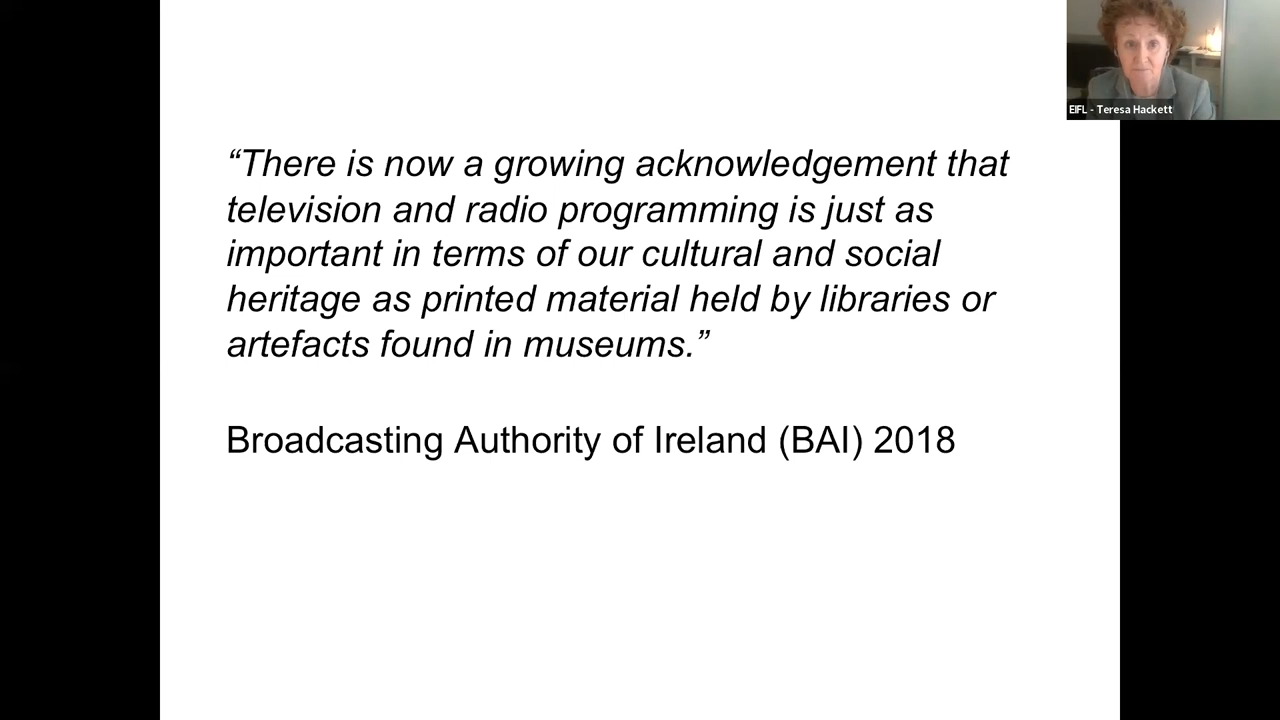 EIFL - Teresa Hackett
“There is now a growing acknowledgement that
television and radio programming is just as
important in terms of our cultural and social
heritage as printed material held by libraries or
artefacts found in museums.”
Broadcasting Authority of Ireland (BAI) 2018